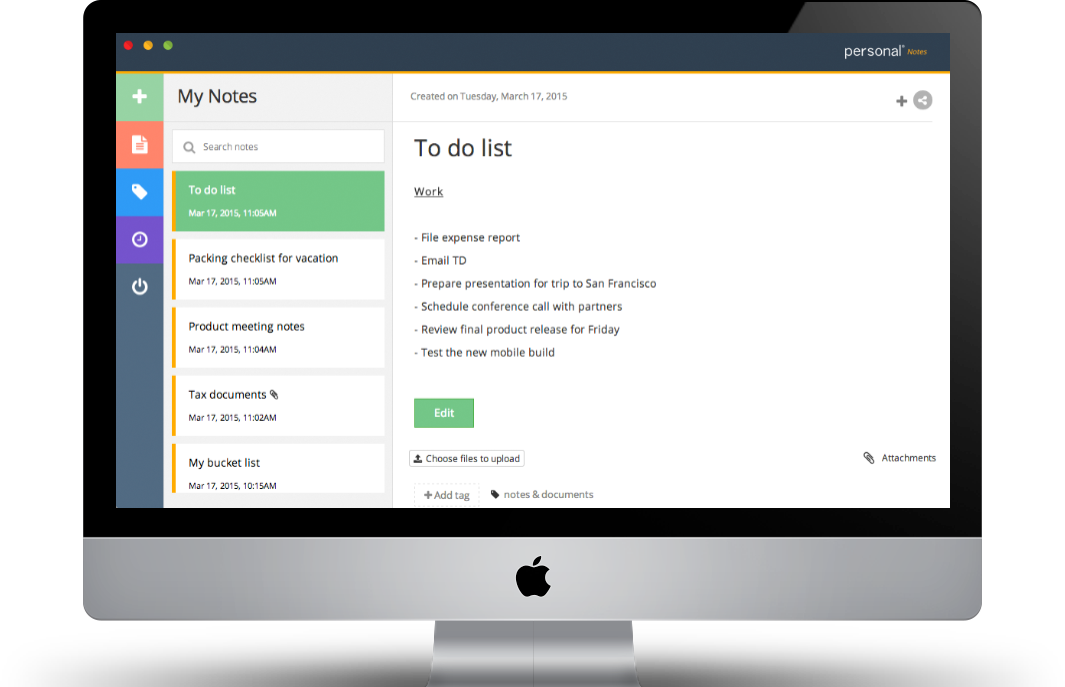 personal® Notes
My Notes
Search notes
To do list
Mar 17, 2015, 11:05AM
Packing checklist for vacation
Mar 17, 2015, 11:05AM
Product meeting notes
Mar 17, 2015, 11:04AM
Tax documents
Mar 17, 2015, 11:02AM
My bucket list
Mar 17, 2015, 10:15AM
Created on Tuesday, March 17, 2015
To do list
Work
- File expense report
- Email TD
- Prepare presentation for trip to San Francisco
- Schedule conference call with partners
- Review final product release for Friday
- Test the new mobile build
Edit
Choose files to upload
Attachments
Add tag
notes & documents